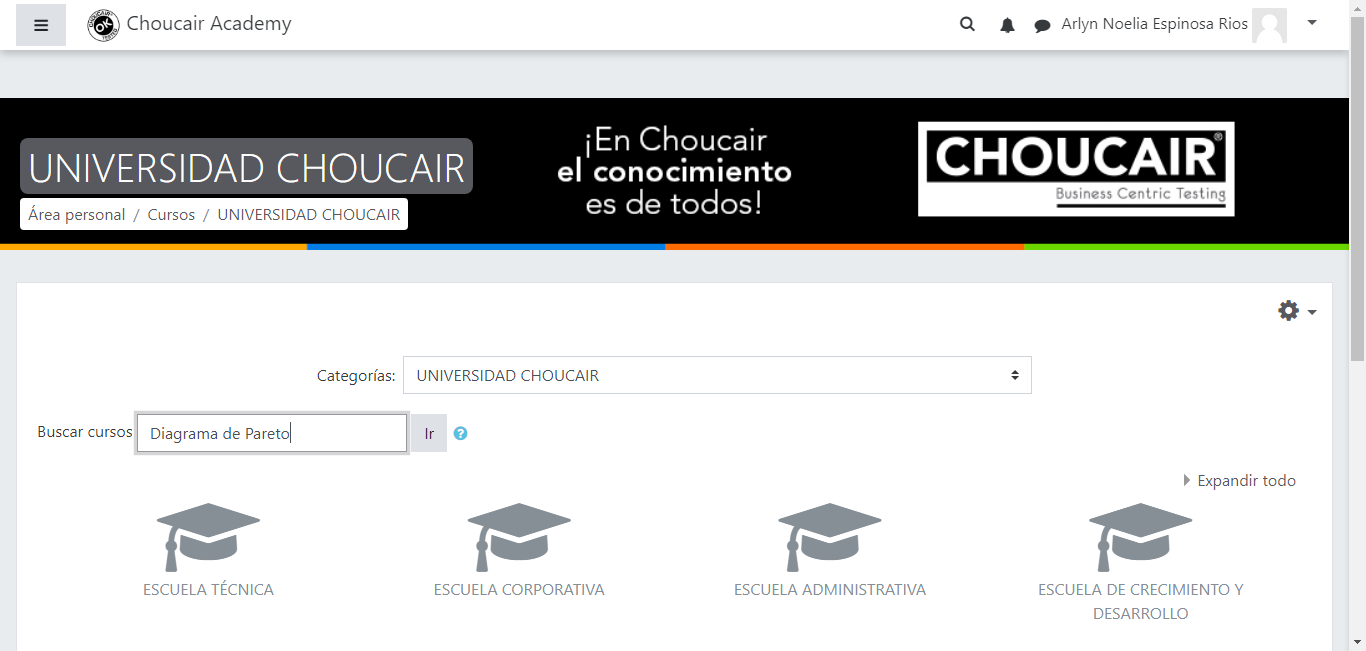 Choucair Academy
Arlyn Noelia Espinosa Rios
UNIVERSIDAD CHOUCAIR
Área personal / Cursos / UNIVERSIDAD CHOUCAIR
¡En Choucair
el conocimiento
es de todos!
CHOUCAIR®
Business Centric Testing
Categorías: UNIVERSIDAD CHOUCAIR
Buscar cursos Diagrama de Pareto Ir
Expandir todo
ESCUELA TÉCNICA
ESCUELA CORPORATIVA
ESCUELA ADMINISTRATIVA
ESCUELA DE CRECIMIENTO Y
DESARROLLO